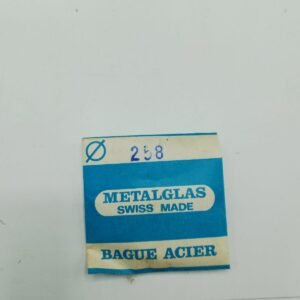 Ø 258
METALGLAS
SWISS MADE
BAGUE ACIER